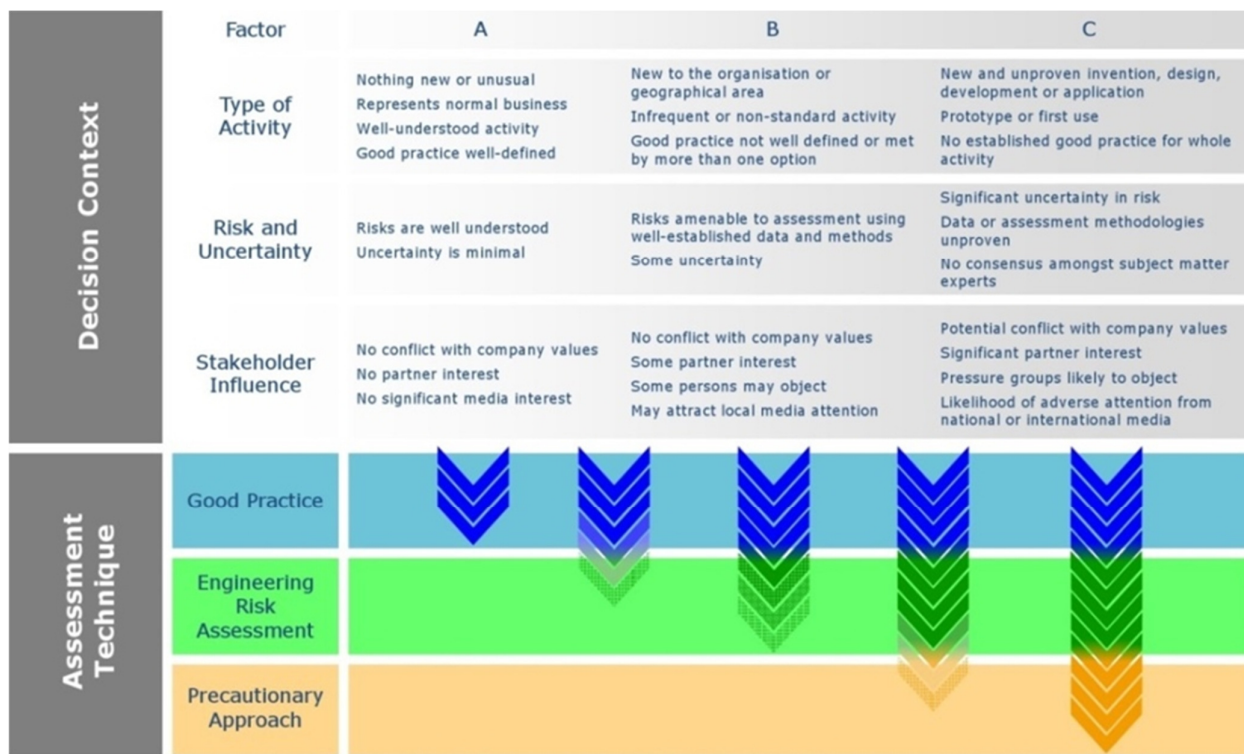 Decision Context
Factor
A
B
C
Type of
Activity
Nothing new or unusual
Represents normal business
Well-understood activity
Good practice well-defined
New to the organisation or
geographical area
Infrequent or non-standard activity
Good practice not well defined or met
by more than one option
New and unproven invention, design,
development or application
Prototype or first use
No established good practice for whole
activity
Risk and
Uncertainty
Risks are well understood
Uncertainty is minimal
Risks amenable to assessment using
well-established data and methods
Some uncertainty
Significant uncertainty in risk
Data or assessment methodologies
unproven
No consensus amongst subject matter
experts
Stakeholder
Influence
No conflict with company values
No partner interest
No significant media interest
No conflict with company values
Some partner interest
Some persons may object
May attract local media attention
Potential conflict with company values
Significant partner interest
Pressure groups likely to object
Likelihood of adverse attention from
national or international media
Assessment
Technique
Good Practice
Engineering
Risk
Assessment
Precautionary
Approach